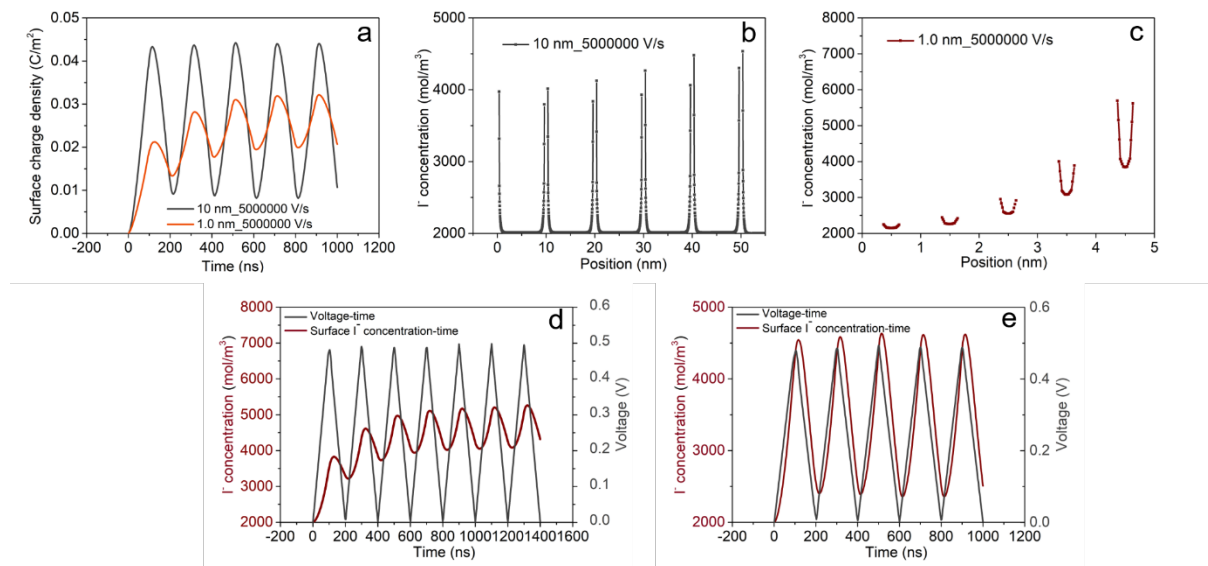 a
Surface charge density (C/m²)
0.05
0.04
0.03
0.02
0.01
0.00
10 nm_5000000 V/s
1.0 nm_5000000 V/s
-200 0 200 400 600 800 1000 1200
Time (ns)
b
I⁻ concentration (mol/m³)
5000
4000
3000
2000
10 nm_5000000 V/s
0 10 20 30 40 50
Position (nm)
c
I⁻ concentration (mol/m³)
8000
7000
6000
5000
4000
3000
2000
1.0 nm_5000000 V/s
0 1 2 3 4 5
Position (nm)
d
I⁻ concentration (mol/m³)
8000
7000
6000
5000
4000
3000
2000
Voltage-time
Surface I⁻ concentration-time
0.6
0.5
0.4
0.3
0.2
0.1
0.0
Voltage (V)
-200 0 200 400 600 800 1000 1200 1400 1600
Time (ns)
e
I⁻ concentration (mol/m³)
5000
4000
3000
2000
Voltage-time
Surface I⁻ concentration-time
0.6
0.4
0.2
0.0
Voltage (V)
-200 0 200 400 600 800 1000 1200
Time (ns)